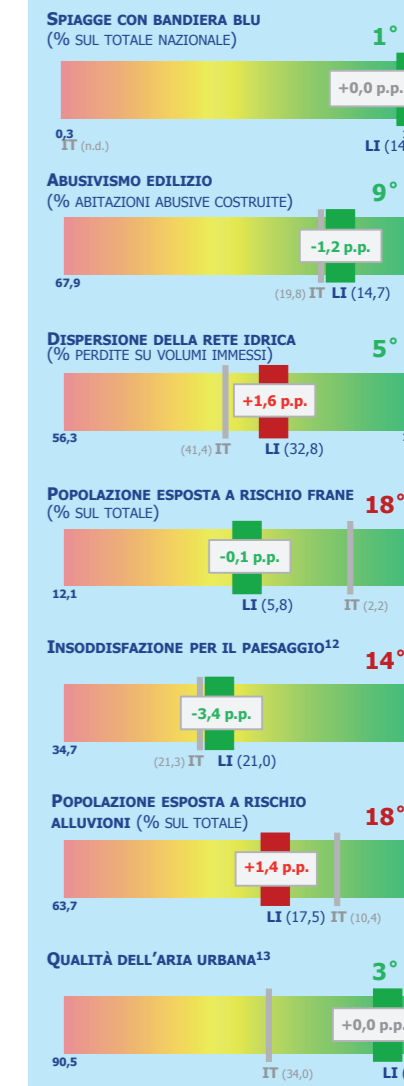 SPIAGGE CON BANDIERA BLU
(% SUL TOTALE NAZIONALE)
1°
+0,0 p.p.
0,3
IT (n.d.)
LI (14
ABUSIVISMO EDILIZIO
(% ABITAZIONI ABUSIVE COSTRUITE)
9°
-1,2 p.p.
67,9
(19,8) IT LI (14,7)
DISPERSIONE DELLA RETE IDRICA
(% PERDITE SU VOLUMI IMMESSI)
5°
+1,6 p.p.
56,3
(41,4) IT LI (32,8)
POPOLAZIONE ESPOSTA A RISCHIO FRANE
(% SUL TOTALE)
18°
-0,1 p.p.
12,1
LI (5,8) IT (2,2)
INSODDISFAZIONE PER IL PAESAGGIO12
14°
-3,4 p.p.
34,7
(21,3) IT LI (21,0)
POPOLAZIONE ESPOSTA A RISCHIO
ALLUVIONI (% SUL TOTALE)
18°
+1,4 p.p.
63,7
LI (17,5) IT (10,4)
QUALITÀ DELL'ARIA URBANA13
3°
+0,0 p.p.
90,5
IT (34,0) LI (